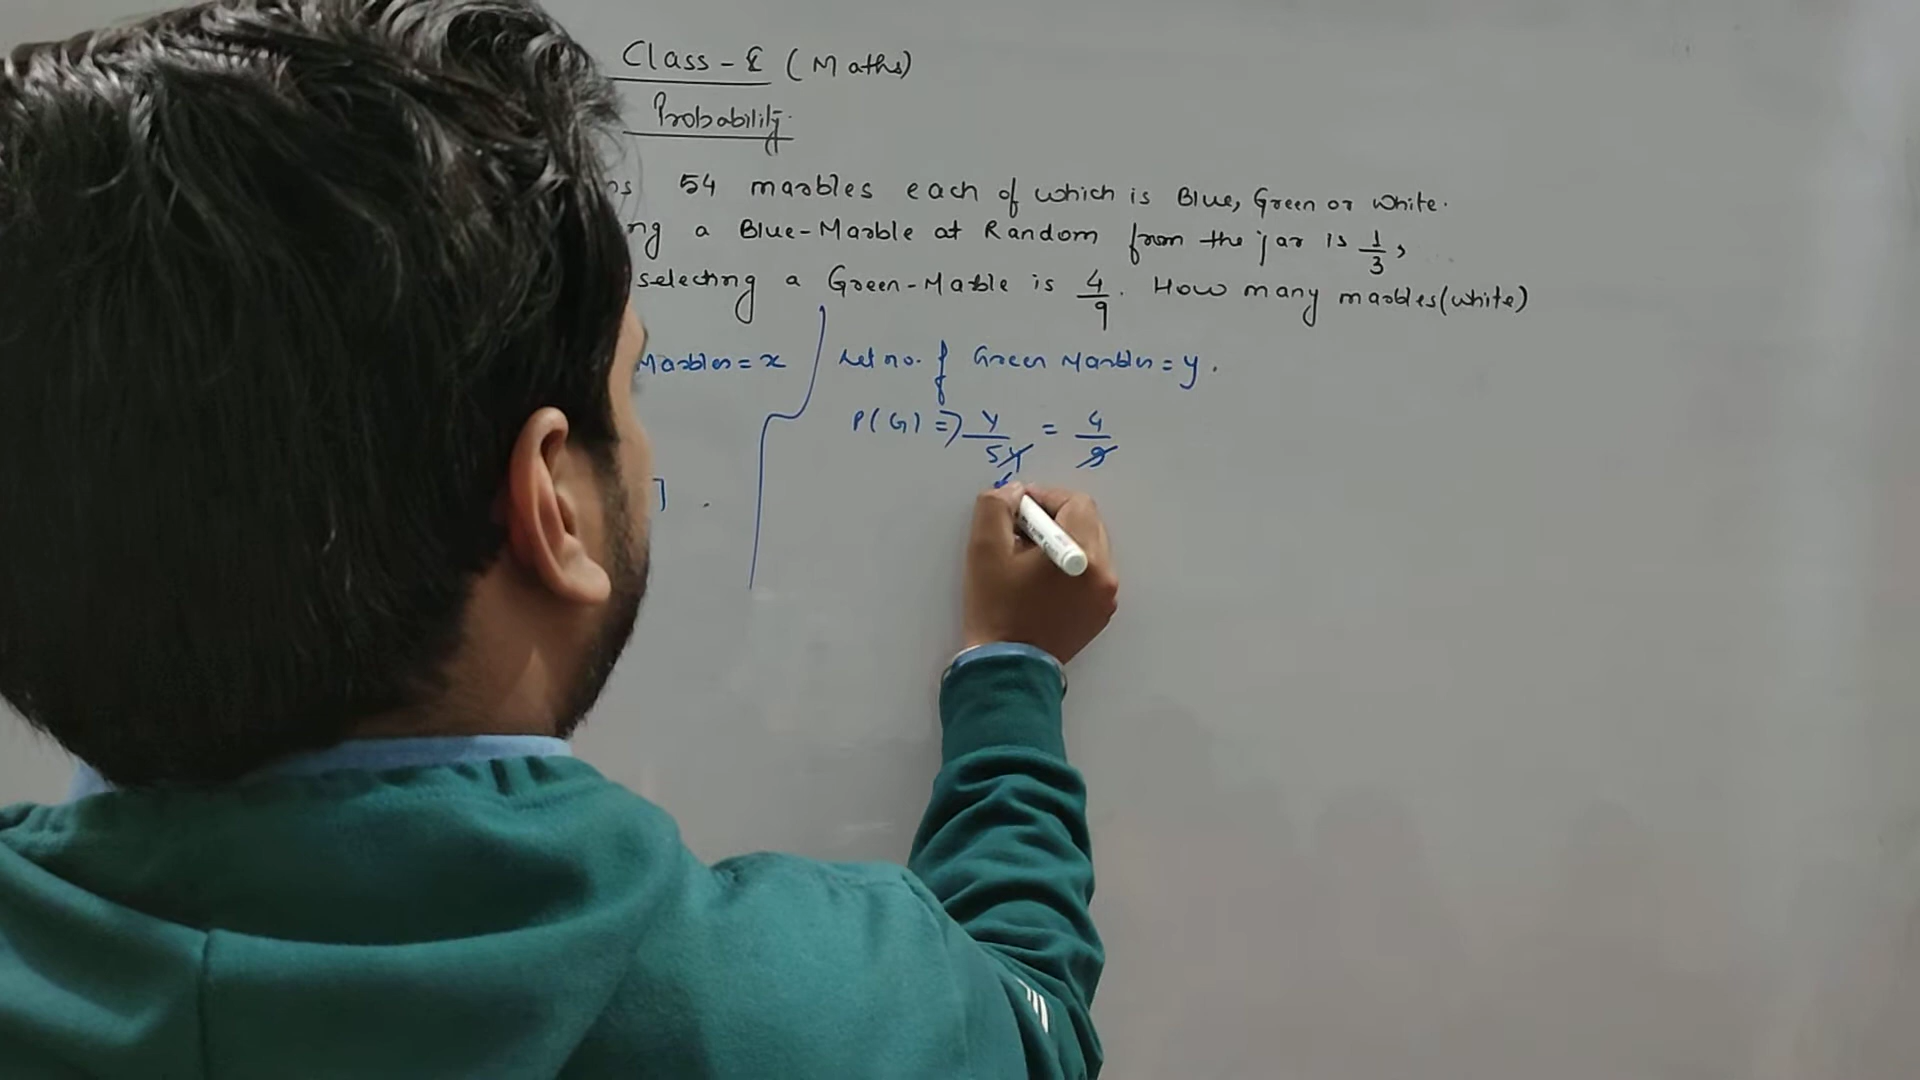 Class - X (Maths)
Probability.
ns 54 marbles each of which is Blue, Green or White.
ng a Blue-Marble at Random from the jar is 1/3,
selecting a Green-Marble is 4/9. How many marbles(white)
Marbles = x
Let no. of Green Marbles = y.
P(G) => y/54 = 4/9